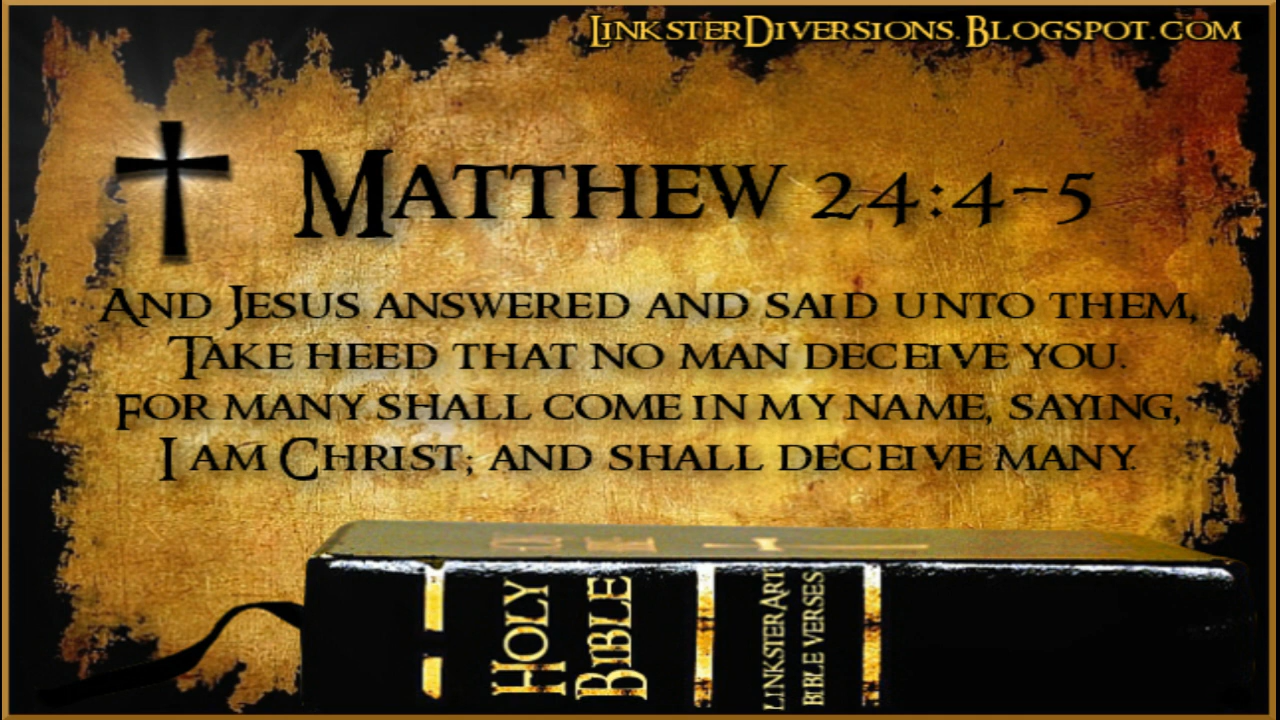 LinksterDiversions.Blogspot.com
Matthew 24:4-5
And Jesus answered and said unto them,
Take heed that no man deceive you.
For many shall come in my name, saying,
I am Christ; and shall deceive many.
Holy
Bible
LinksterArt
Bible Verses